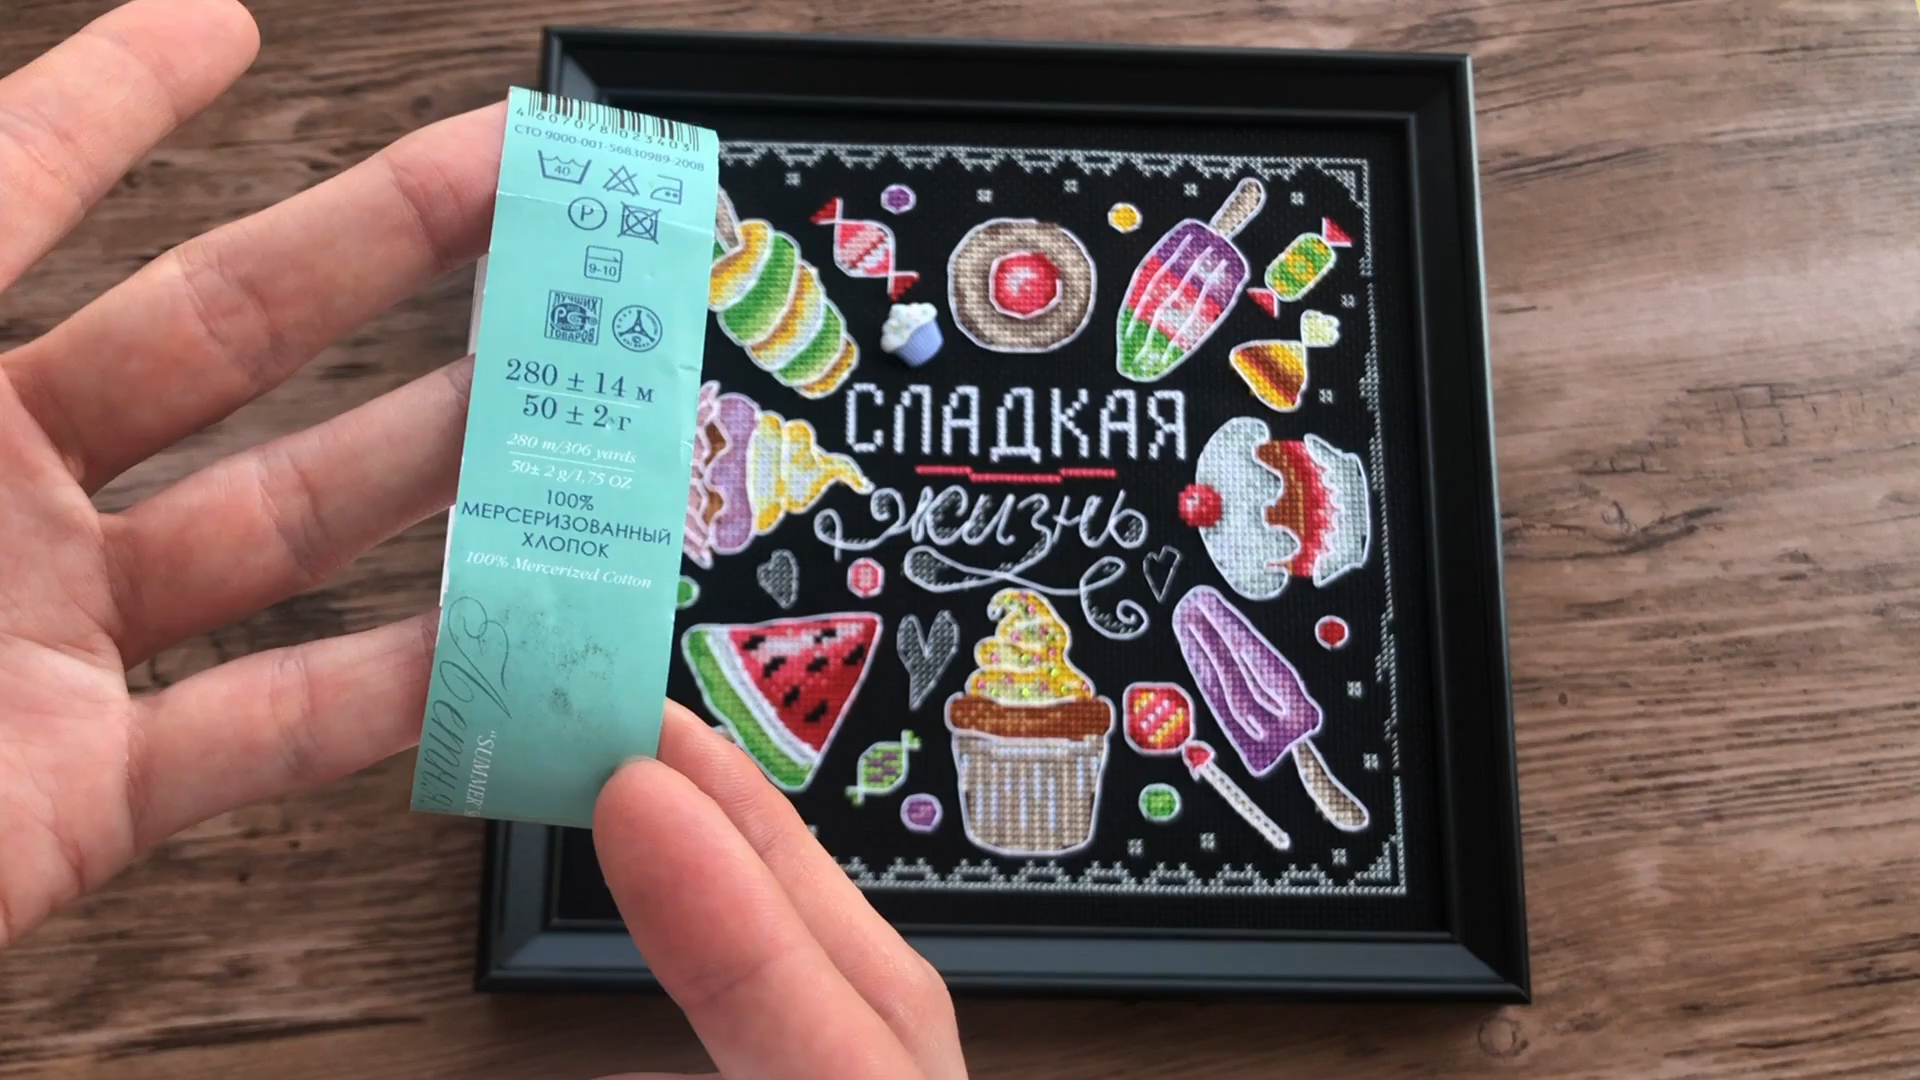 4607078023403
СТО 9000-001-56830989-2008
40
P
9-10
ЛУЧШИХ
ТОВАРОВ
280 ± 14 м
50 ± 2 г
280 m/306 yards
50± 2 g/1,75 OZ
100%
МЕРСЕРИЗОВАННЫЙ
ХЛОПОК
100% Mercerized Cotton
"SUMMER"
СЛАДКАЯ
жизнь